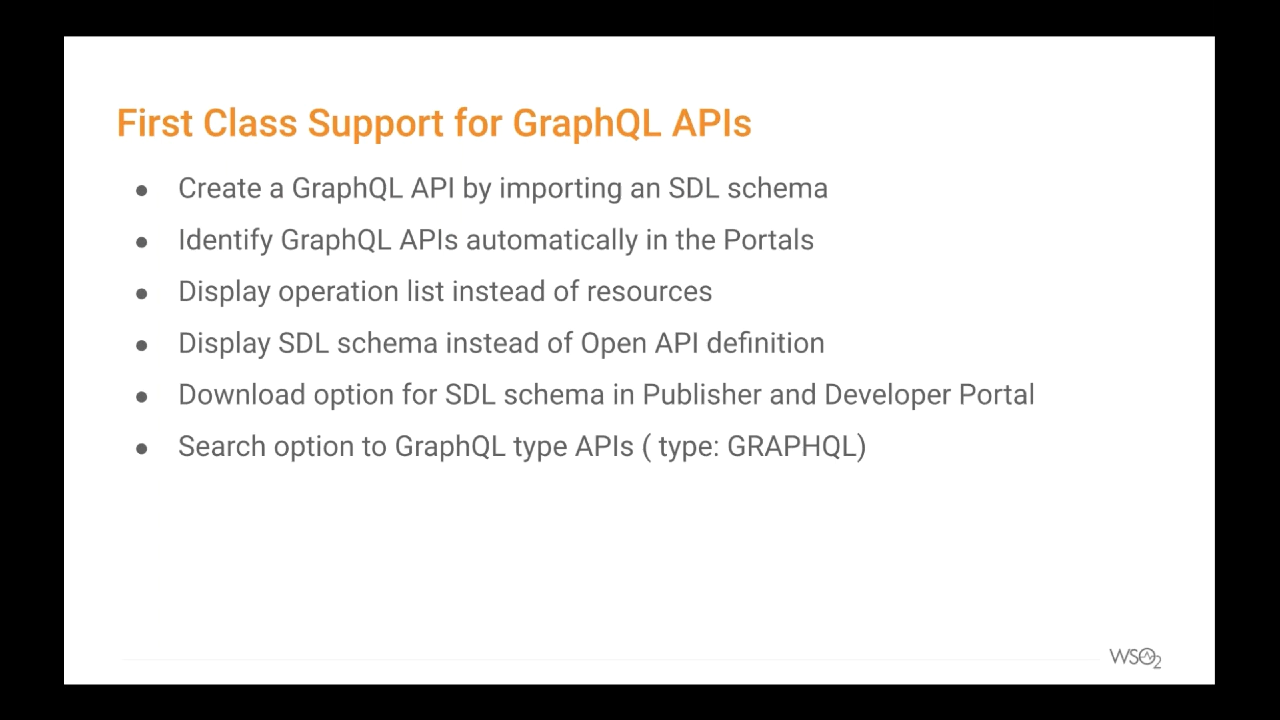 First Class Support for GraphQL APIs
● Create a GraphQL API by importing an SDL schema
● Identify GraphQL APIs automatically in the Portals
● Display operation list instead of resources
● Display SDL schema instead of Open API definition
● Download option for SDL schema in Publisher and Developer Portal
● Search option to GraphQL type APIs ( type: GRAPHQL)
WSO2